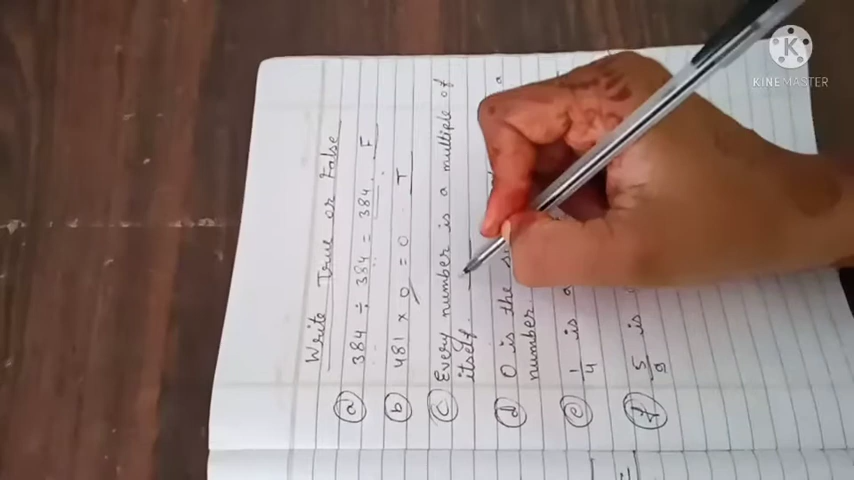 Write True or False
(a) 384 ÷ 384 = 384. F
(b) 481 × 0 = 0 T
(c) Every number is a multiple of
itself.
(d) 0 is the a
number.
(e) 1/4 is
(f) 5/9 is
K
KINEMASTER